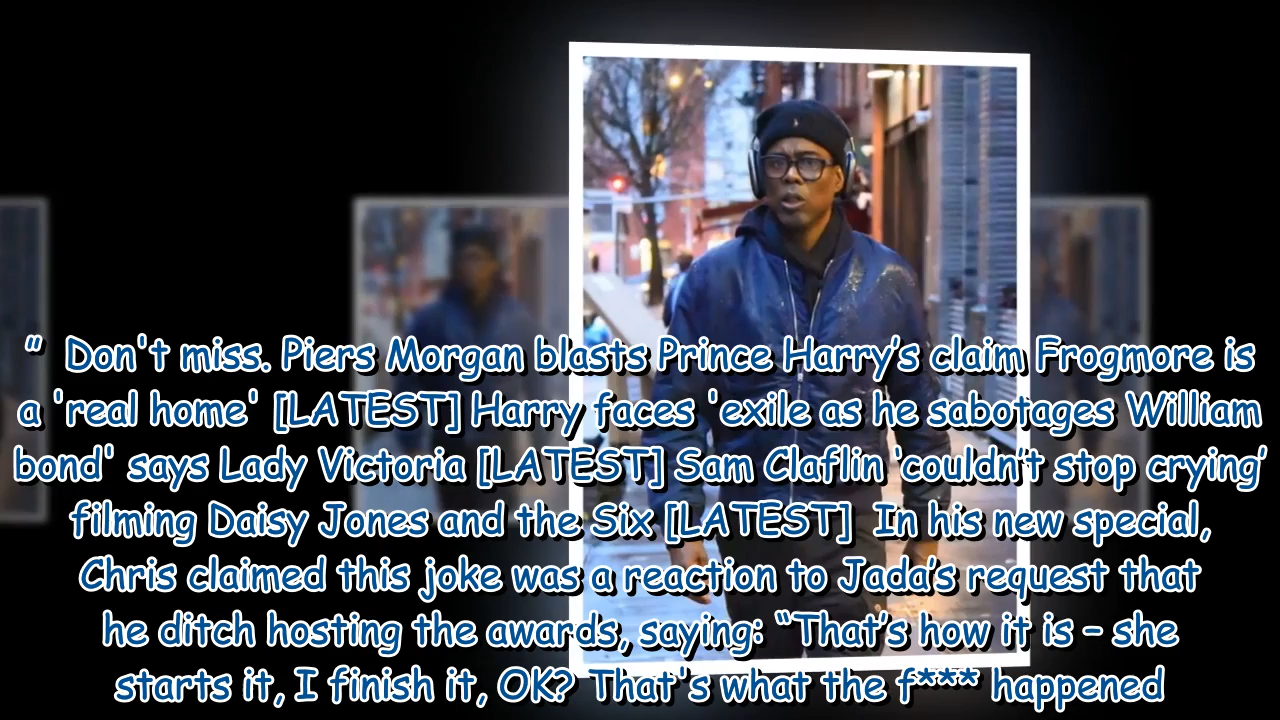 ” Don't miss. Piers Morgan blasts Prince Harry’s claim Frogmore is
a 'real home' [LATEST] Harry faces 'exile as he sabotages William
bond' says Lady Victoria [LATEST] Sam Claflin ‘couldn’t stop crying’
filming Daisy Jones and the Six [LATEST] In his new special,
Chris claimed this joke was a reaction to Jada’s request that
he ditch hosting the awards, saying: “That’s how it is – she
starts it, I finish it, OK? That's what the f*** happened